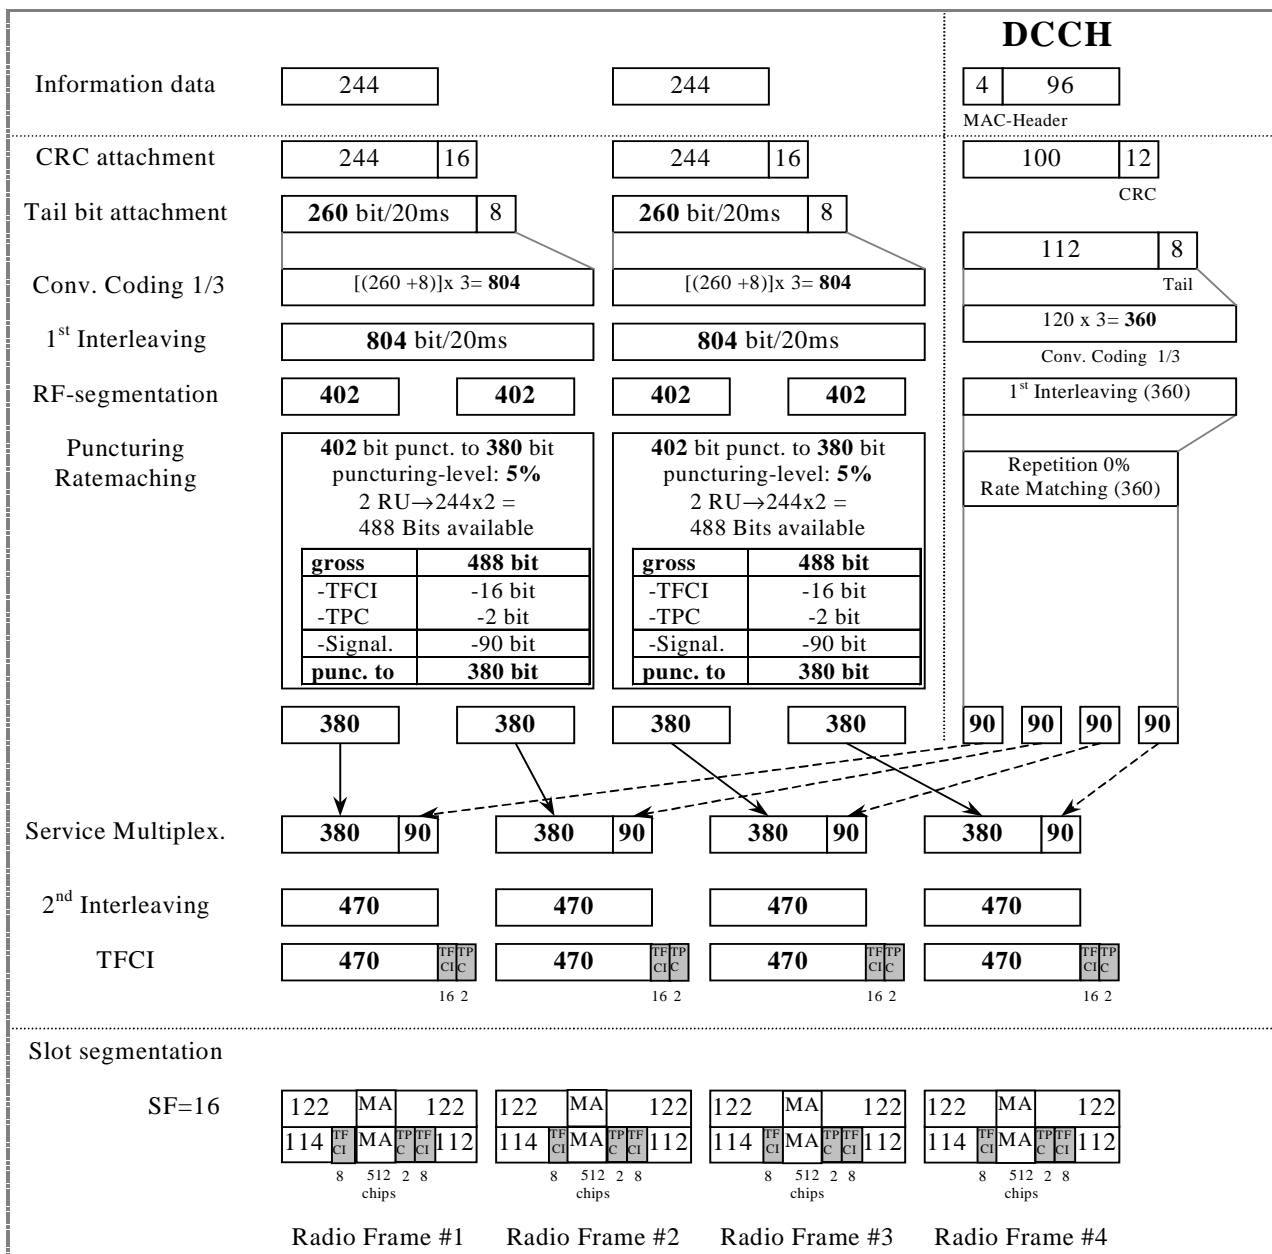 DCCH
Information data 244 244 4 96
MAC-Header
CRC attachment 244 16 244 16 100 12
CRC
Tail bit attachment 260 bit/20ms 8 260 bit/20ms 8
112 8
Tail
Conv. Coding 1/3 [(260 +8)]x 3= 804 [(260 +8)]x 3= 804
120 x 3= 360
Conv. Coding 1/3
1st Interleaving 804 bit/20ms 804 bit/20ms
RF-segmentation 402 402 402 402 1st Interleaving (360)
Puncturing
Ratemaching
402 bit punct. to 380 bit
puncturing-level: 5%
2 RU→244x2 =
488 Bits available
gross 488 bit
-TFCI -16 bit
-TPC -2 bit
-Signal. -90 bit
punc. to 380 bit
402 bit punct. to 380 bit
puncturing-level: 5%
2 RU→244x2 =
488 Bits available
gross 488 bit
-TFCI -16 bit
-TPC -2 bit
-Signal. -90 bit
punc. to 380 bit
Repetition 0%
Rate Matching (360)
380 380 380 380 90 90 90 90
Service Multiplex. 380 90 380 90 380 90 380 90
2nd Interleaving 470 470 470 470
TFCI 470 TFCI TPC 470 TFCI TPC 470 TFCI TPC 470 TFCI TPC
16 2 16 2 16 2 16 2
Slot segmentation
SF=16 122 MA 122 122 MA 122 122 MA 122 122 MA 122
114 TFCI MA TPC TFCI 112 114 TFCI MA TPC TFCI 112 114 TFCI MA TPC TFCI 112 114 TFCI MA TPC TFCI 112
8 512 2 8 8 512 2 8 8 512 2 8 8 512 2 8
chips chips chips chips
Radio Frame #1 Radio Frame #2 Radio Frame #3 Radio Frame #4